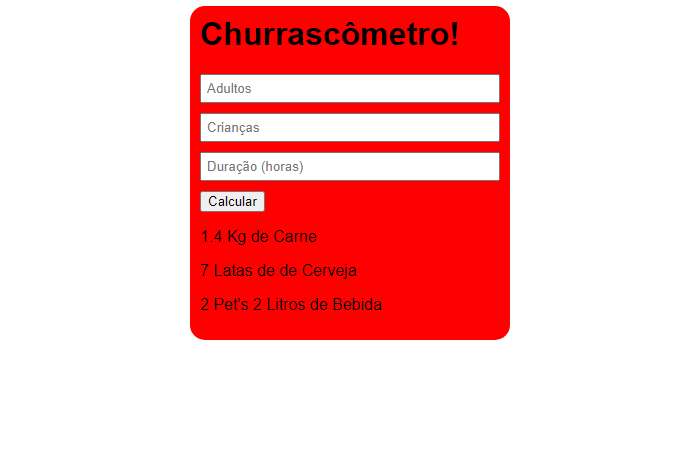 Churrascômetro!
Adultos
Crianças
Duração (horas)
Calcular
1.4 Kg de Carne
7 Latas de de Cerveja
2 Pet's 2 Litros de Bebida